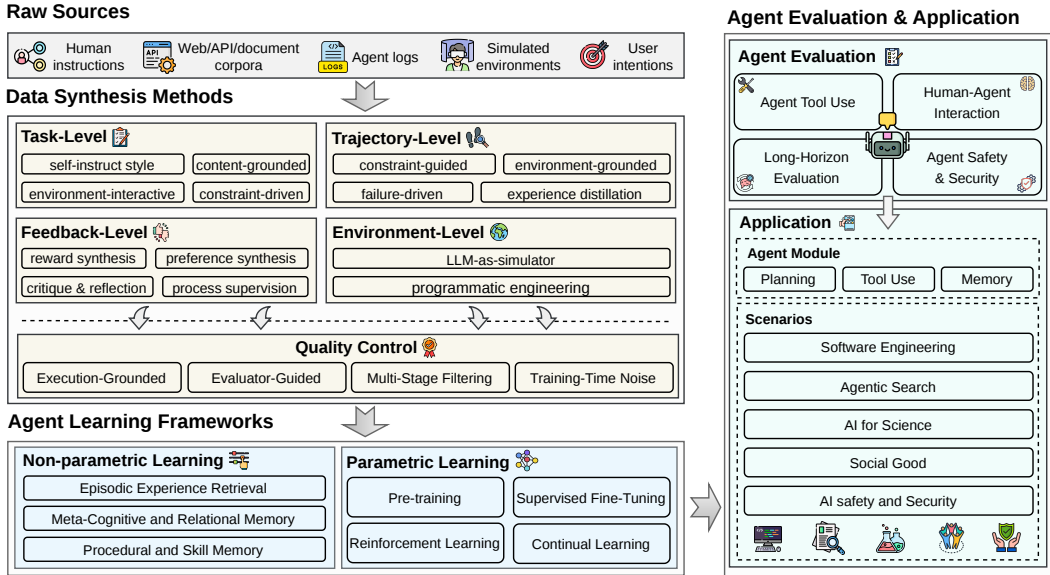 Raw Sources
Human
instructions
API
Web/API/document
corpora
LOGS
Agent logs
Simulated
environments
User
intentions
Data Synthesis Methods
Task-Level
self-instruct style
content-grounded
environment-interactive
constraint-driven
Trajectory-Level
constraint-guided
environment-grounded
failure-driven
experience distillation
Feedback-Level
reward synthesis
preference synthesis
critique & reflection
process supervision
Environment-Level
LLM-as-simulator
programmatic engineering
Quality Control
Execution-Grounded
Evaluator-Guided
Multi-Stage Filtering
Training-Time Noise
Agent Learning Frameworks
Non-parametric Learning
Episodic Experience Retrieval
Meta-Cognitive and Relational Memory
Procedural and Skill Memory
Parametric Learning
Pre-training
Supervised Fine-Tuning
Reinforcement Learning
Continual Learning
Agent Evaluation & Application
Agent Evaluation
Agent Tool Use
Human-Agent
Interaction
Long-Horizon
Evaluation
Agent Safety
& Security
Application
Agent Module
Planning
Tool Use
Memory
Scenarios
Software Engineering
Agentic Search
AI for Science
Social Good
AI safety and Security